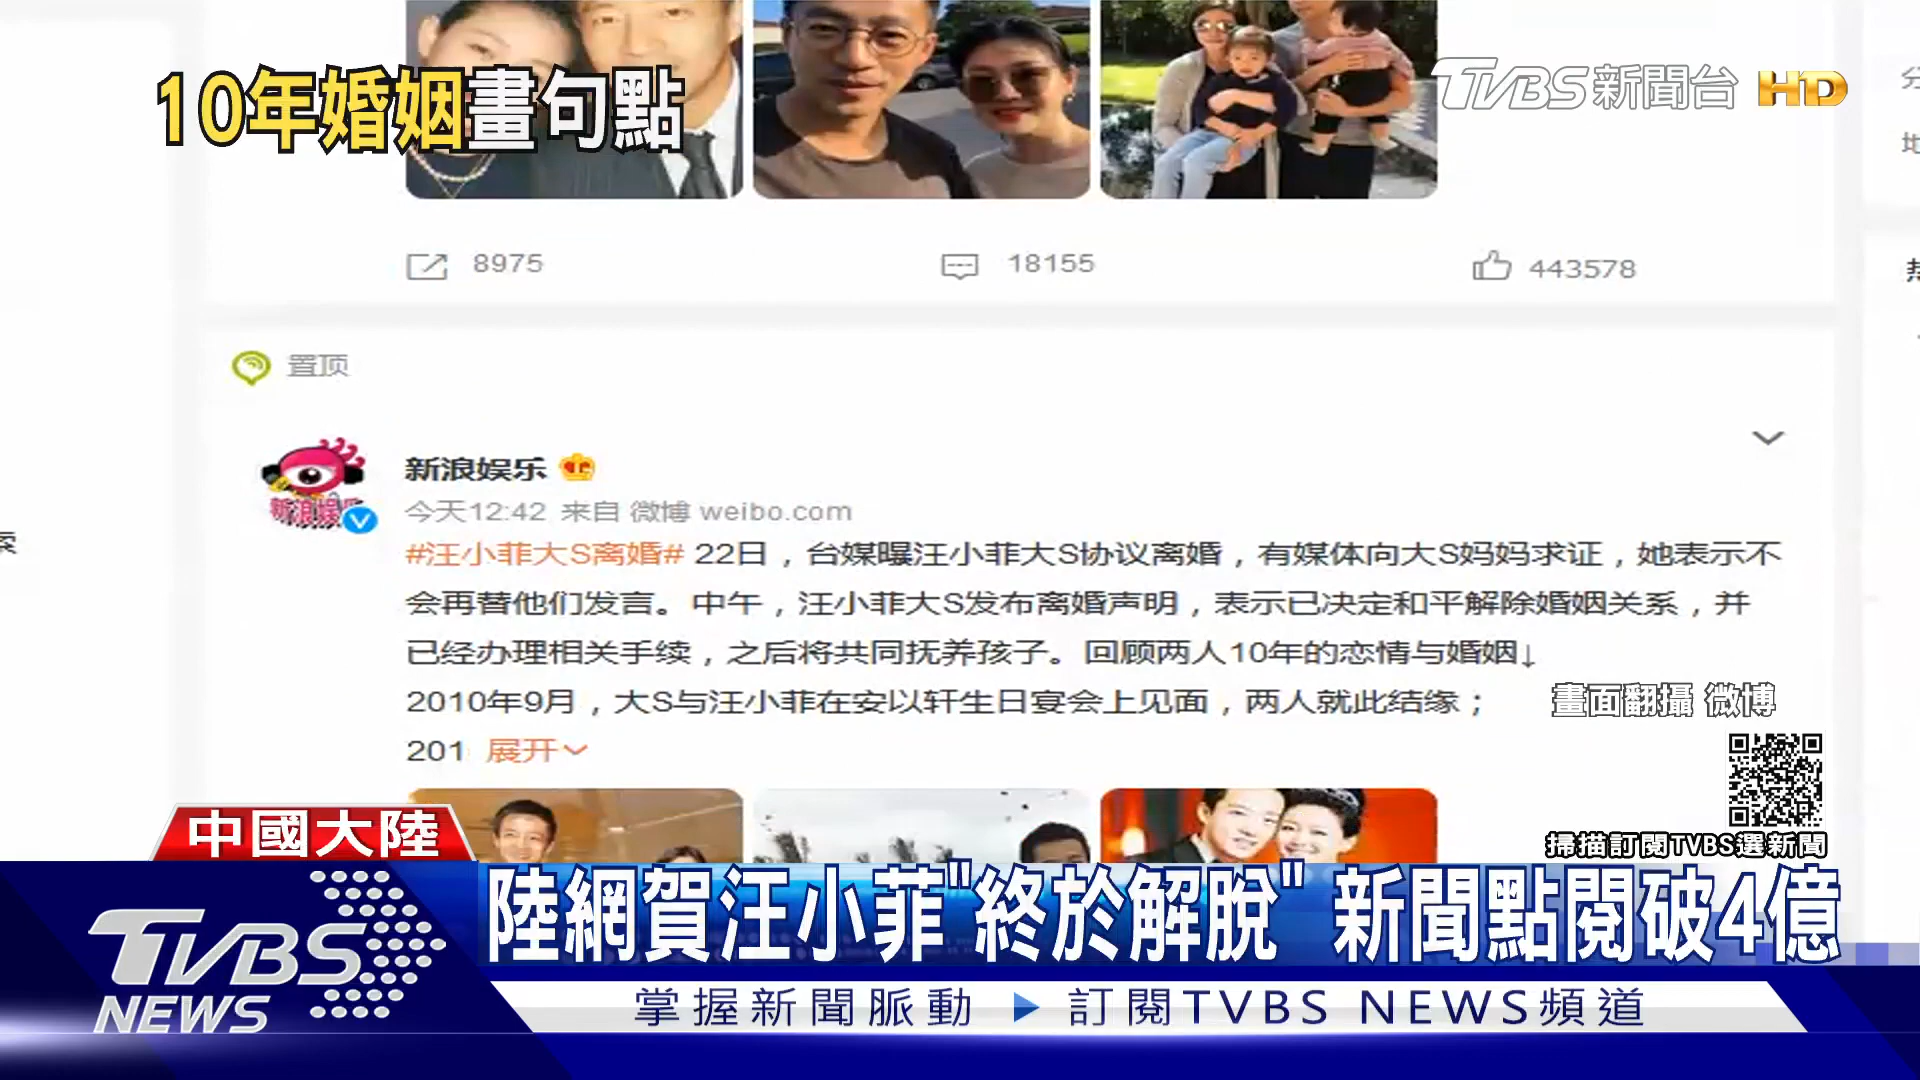 10年婚姻畫句點
TVBS新聞台 HD
分
地
8975
18155
443578
热
置顶
新浪娱乐
新浪娱乐
今天12:42 来自 微博 weibo.com
#汪小菲大S离婚# 22日，台媒曝汪小菲大S协议离婚，有媒体向大S妈妈求证，她表示不
会再替他们发言。中午，汪小菲大S发布离婚声明，表示已决定和平解除婚姻关系，并
已经办理相关手续，之后将共同抚养孩子。回顾两人10年的恋情与婚姻↓
2010年9月，大S与汪小菲在安以轩生日宴会上见面，两人就此结缘；
201 展开
索
畫面翻攝 微博
掃描訂閱TVBS選新聞
中國大陸
陸網賀汪小菲"終於解脫" 新聞點閱破4億
TVBS
NEWS
掌握新聞脈動 ▶ 訂閱TVBS NEWS頻道